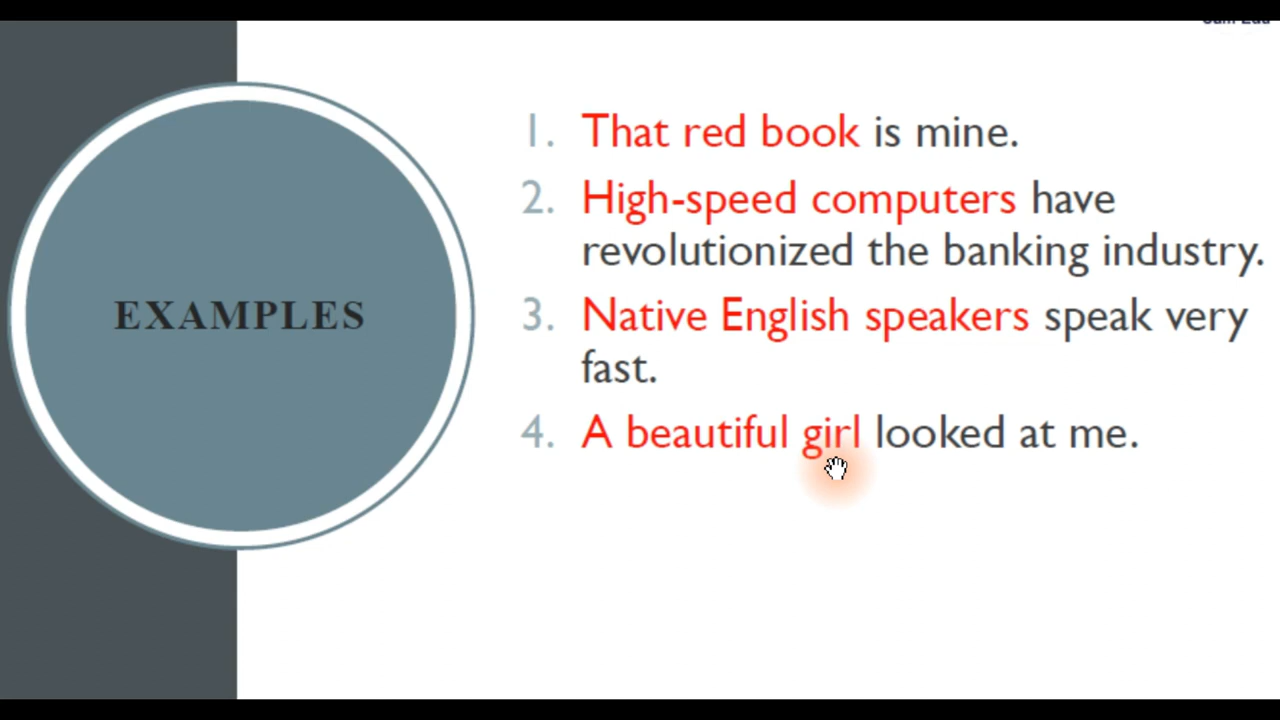 EXAMPLES
1. That red book is mine.
2. High-speed computers have
revolutionized the banking industry.
3. Native English speakers speak very
fast.
4. A beautiful girl looked at me.